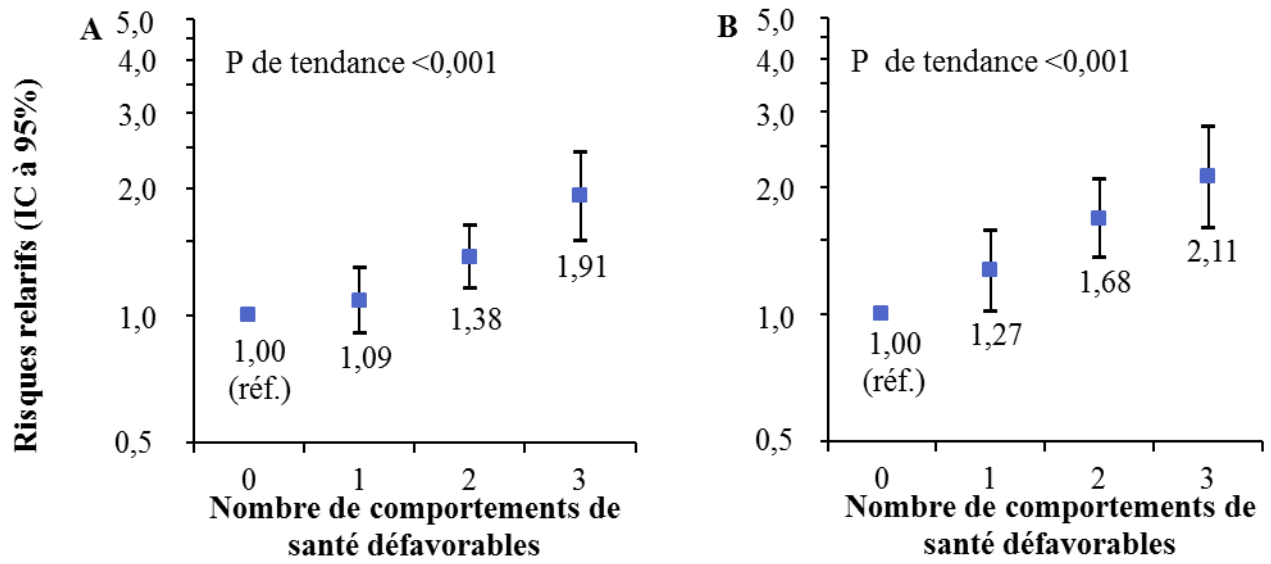 Risques relarifs (IC à 95%)
A
5,0
4,0
3,0
2,0
1,0
0,5
P de tendance <0,001
1,00
(réf.)
1,09
1,38
1,91
0 1 2 3
Nombre de comportements de
santé défavorables
B
5,0
4,0
3,0
2,0
1,0
0,5
P de tendance <0,001
1,00
(réf.)
1,27
1,68
2,11
0 1 2 3
Nombre de comportements de
santé défavorables